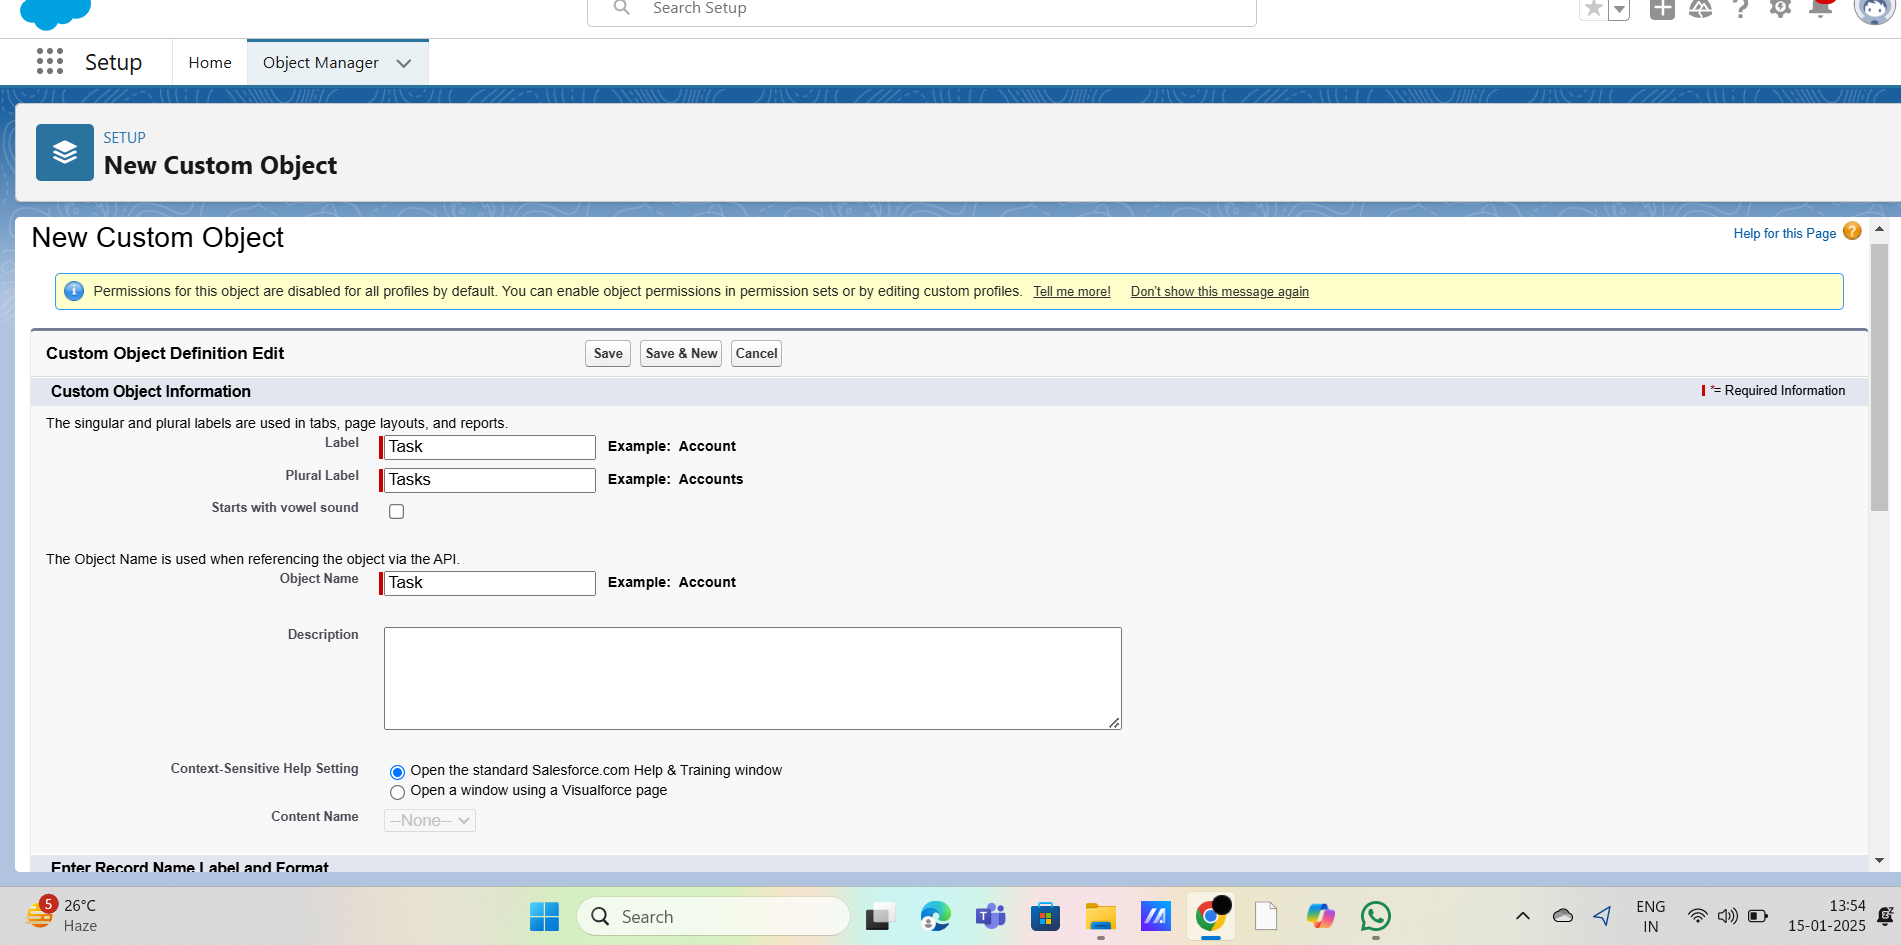 Search Setup
Setup
Home
Object Manager
SETUP
New Custom Object
New Custom Object
Help for this Page
Permissions for this object are disabled for all profiles by default. You can enable object permissions in permission sets or by editing custom profiles. Tell me more! Don't show this message again
Custom Object Definition Edit
Save
Save & New
Cancel
Custom Object Information
*= Required Information
The singular and plural labels are used in tabs, page layouts, and reports.
Label Task Example: Account
Plural Label Tasks Example: Accounts
Starts with vowel sound
The Object Name is used when referencing the object via the API.
Object Name Task Example: Account
Description
Context-Sensitive Help Setting Open the standard Salesforce.com Help & Training window
Open a window using a Visualforce page
Content Name --None--
Enter Record Name Label and Format
5
26°C
Haze
Search
ENG
IN
13:54
15-01-2025